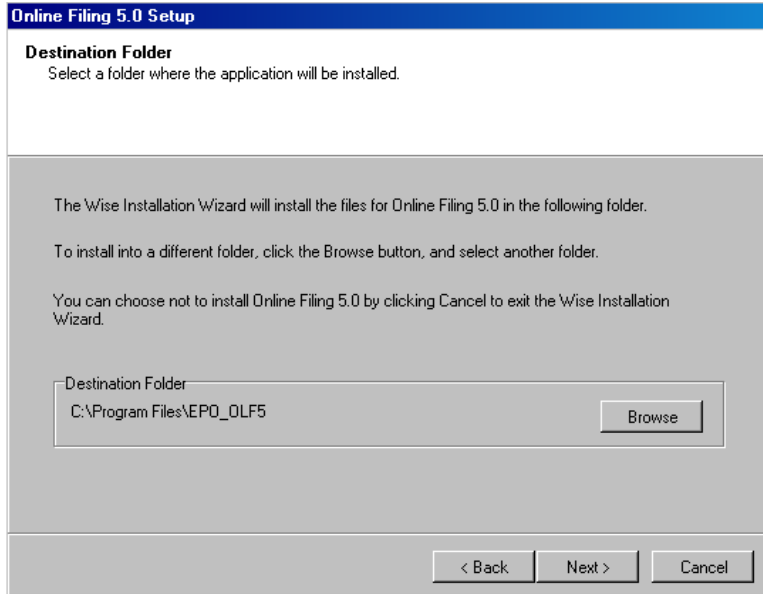 Online Filing 5.0 Setup
Destination Folder
Select a folder where the application will be installed.
The Wise Installation Wizard will install the files for Online Filing 5.0 in the following folder.
To install into a different folder, click the Browse button, and select another folder.
You can choose not to install Online Filing 5.0 by clicking Cancel to exit the Wise Installation
Wizard.
Destination Folder
C:\Program Files\EPO_OLF5
Browse
< Back
Next >
Cancel